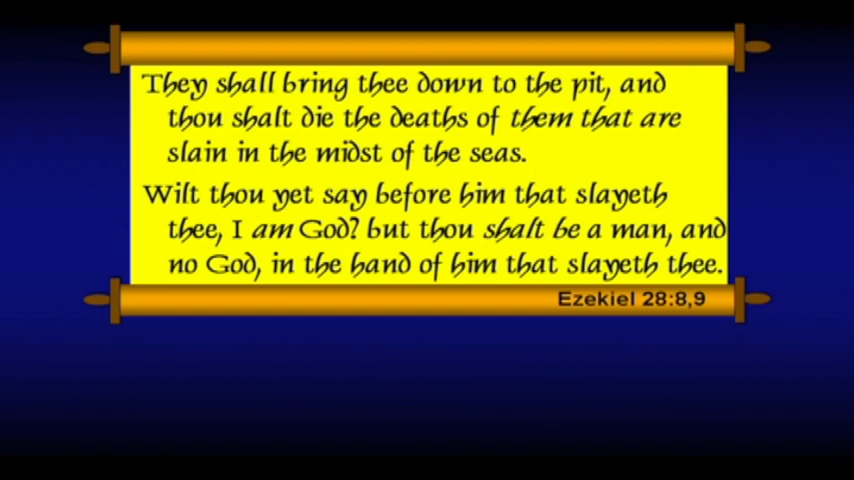 They shall bring thee down to the pit, and
thou shalt die the deaths of them that are
slain in the midst of the seas.
Wilt thou yet say before him that slayeth
thee, I am God? but thou shalt be a man, and
no God, in the hand of him that slayeth thee.
Ezekiel 28:8,9